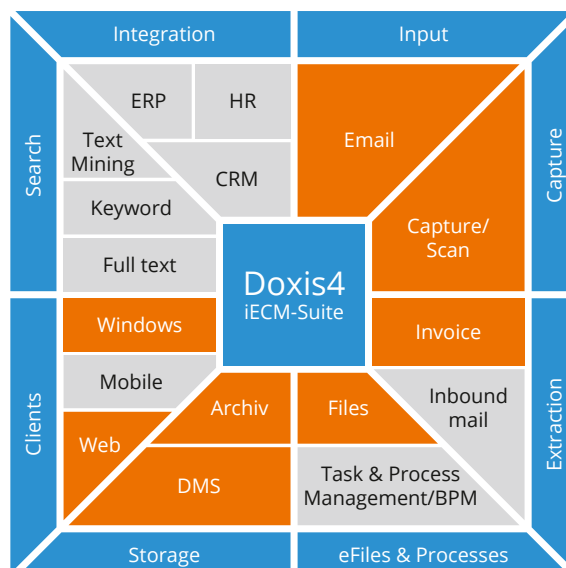 Integration
Input
ERP
HR
Email
Text
Mining
CRM
Search
Capture
Keyword
Capture/
Scan
Full text
Doxis4
iECM-Suite
Windows
Invoice
Mobile
Inbound
mail
Clients
Extraction
Archiv
Files
Web
DMS
Task & Process
Management/BPM
Storage
eFiles & Processes